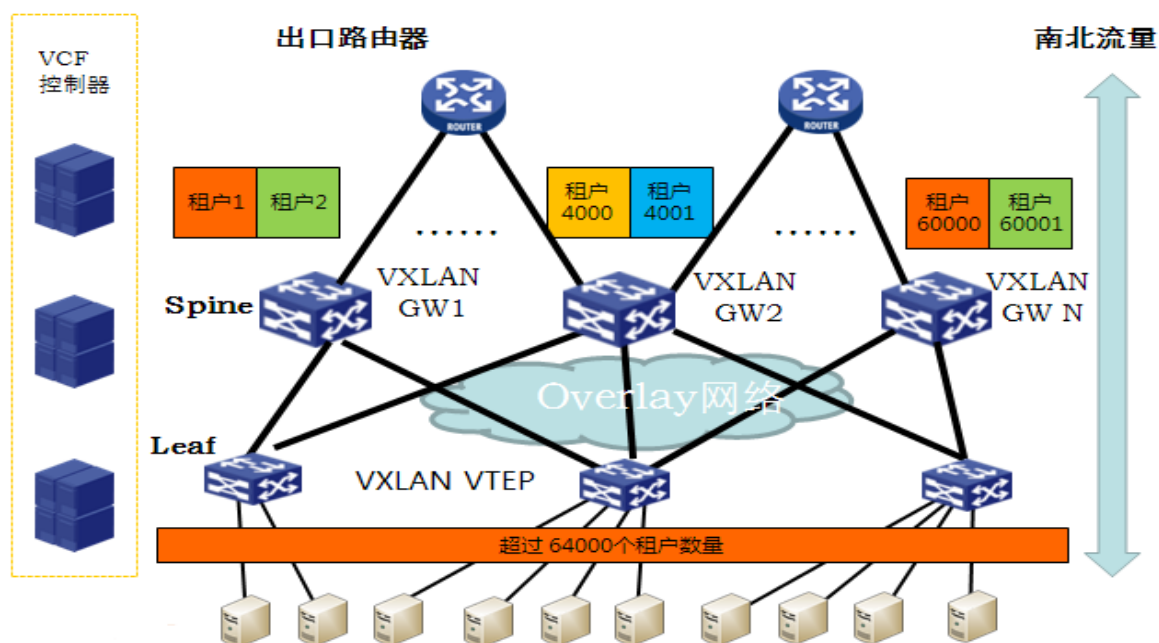 出口路由器
南北流量
VCF
控制器
ROUTER
ROUTER
租户1
租户2
租户
4000
租户
4001
租户
60000
租户
60001
......
......
VXLAN
GW1
VXLAN
GW2
VXLAN
GW N
Spine
Overlay网络
Leaf
VXLAN VTEP
超过 64000个租户数量